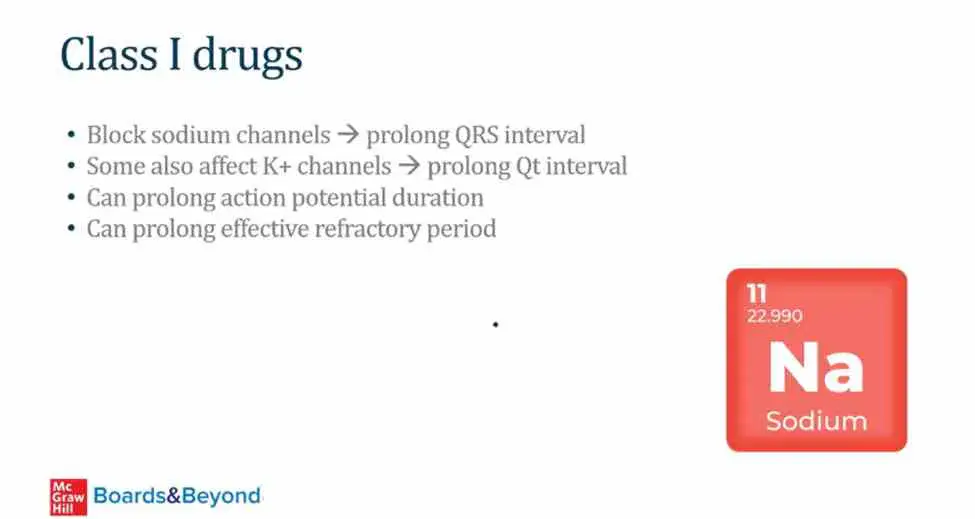 Class I drugs
• Block sodium channels → prolong QRS interval
• Some also affect K+ channels → prolong Qt interval
• Can prolong action potential duration
• Can prolong effective refractory period
11
22.990
Na
Sodium
Mc
Graw
Hill
Boards&Beyond